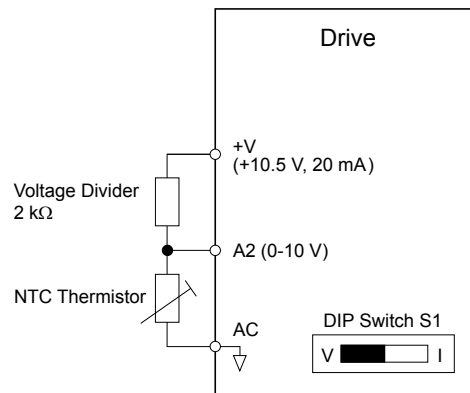 Drive
+V
(+10.5 V, 20 mA)
Voltage Divider
2 kΩ
A2 (0-10 V)
NTC Thermistor
AC
DIP Switch S1
V I